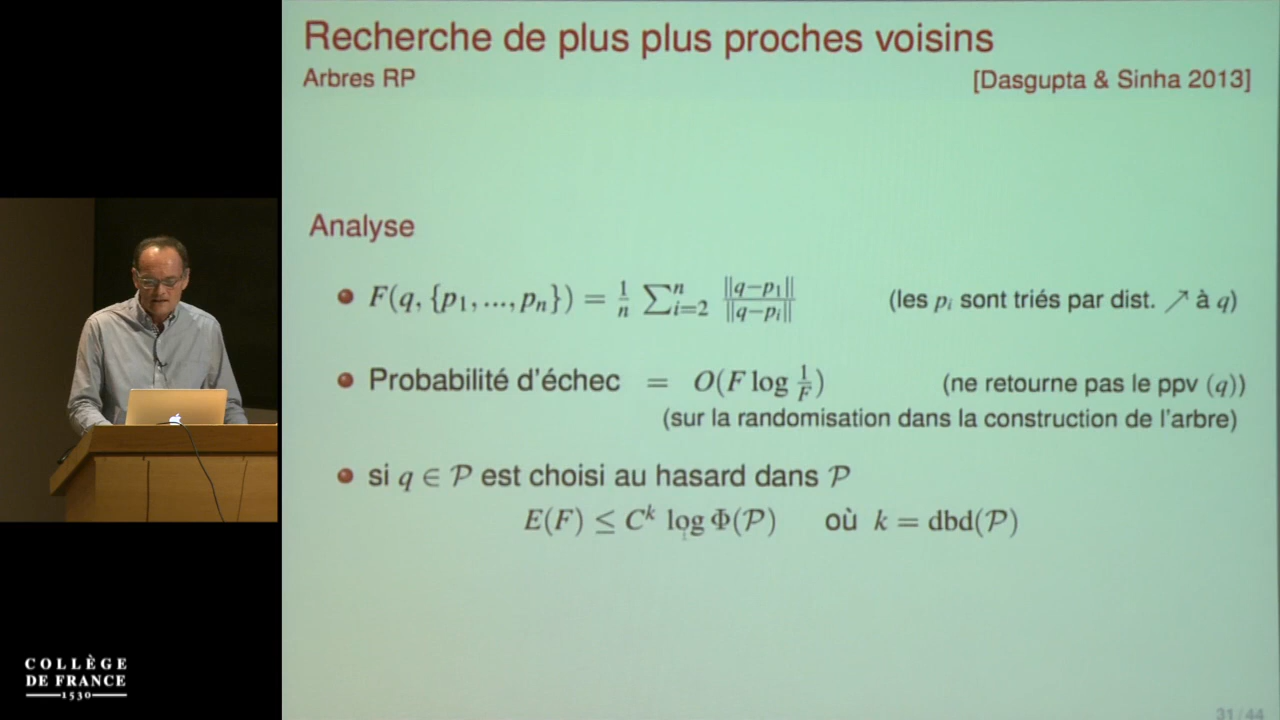 Recherche de plus plus proches voisins
Arbres RP [Dasgupta & Sinha 2013]
Analyse
F(q, {p₁, ..., pₙ}) = 1/n ∑ⁿᵢ₌₂ ‖q−p₁‖/‖q−pᵢ‖ (les pᵢ sont triés par dist. ↗ à q)
Probabilité d'échec = O(F log 1/F) (ne retourne pas le ppv (q))
(sur la randomisation dans la construction de l'arbre)
si q ∈ 𝒫 est choisi au hasard dans 𝒫
E(F) ≤ Cᵏ log Φ(𝒫) où k = dbd(𝒫)
COLLÈGE
DE FRANCE
1530
31/44